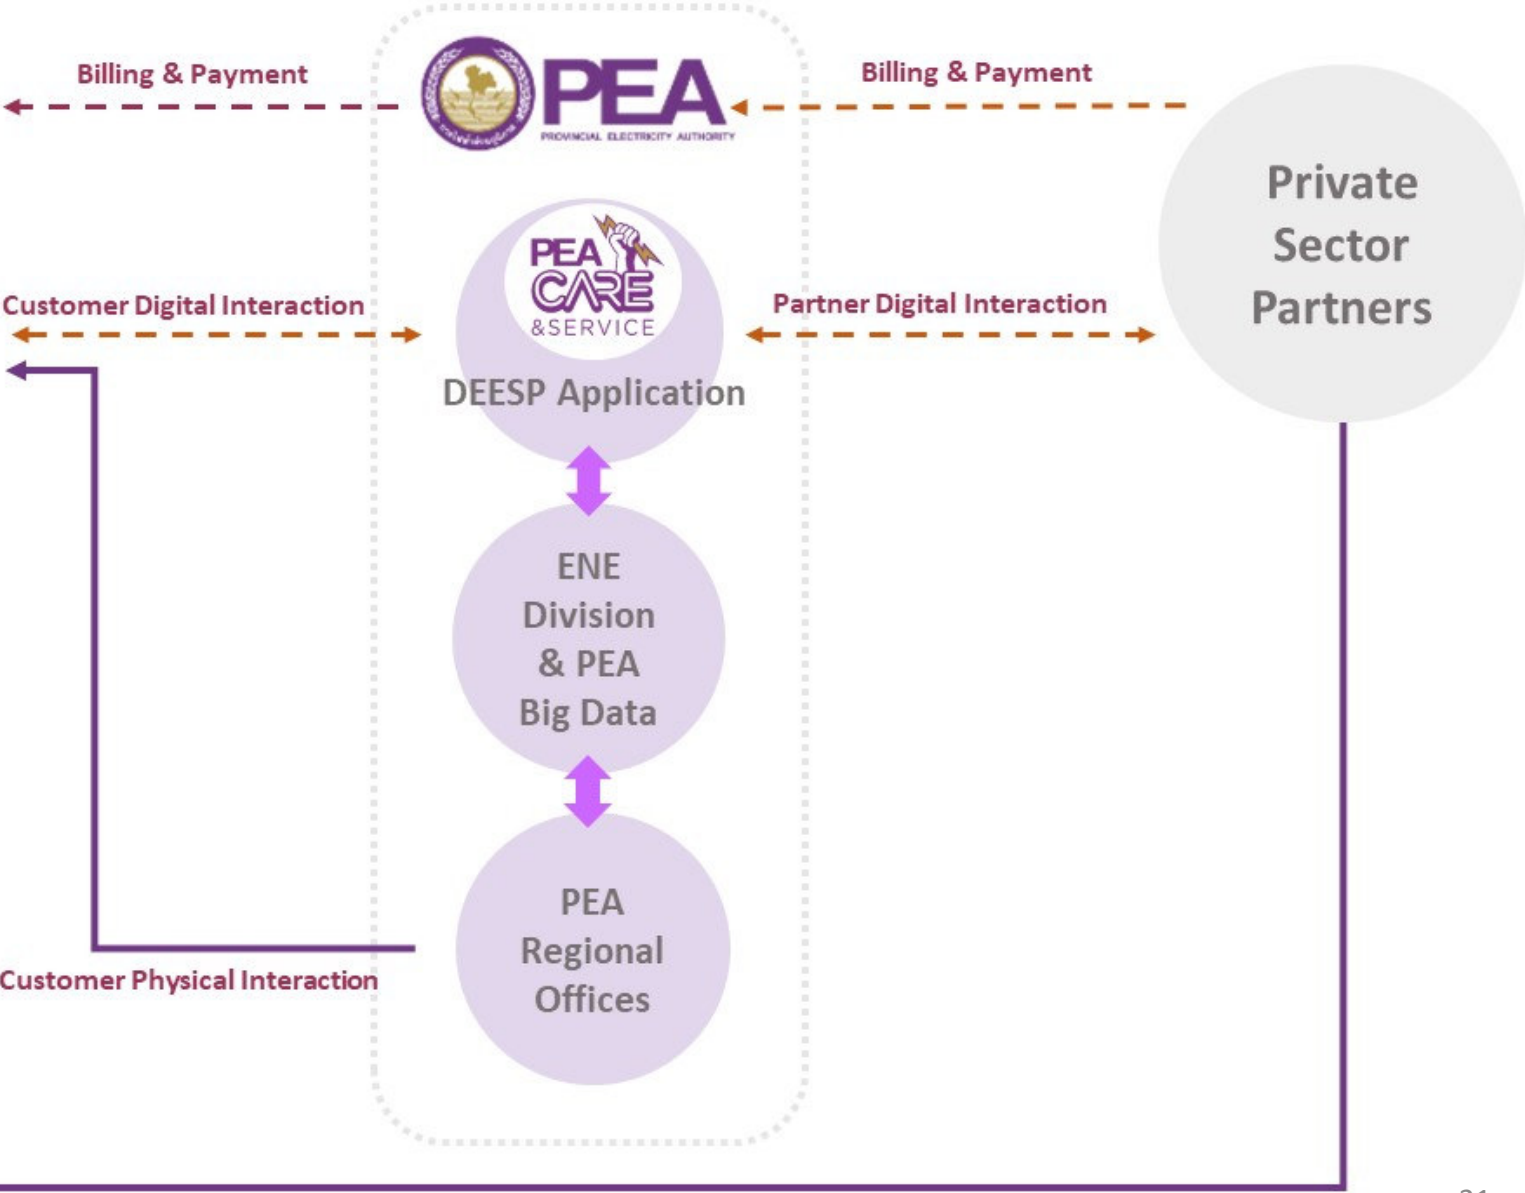 Billing & Payment
PEA
PROVINCIAL ELECTRICITY AUTHORITY
Billing & Payment
Private
Sector
Partners
PEA
CARE
&SERVICE
Customer Digital Interaction
Partner Digital Interaction
DEESP Application
ENE
Division
& PEA
Big Data
PEA
Regional
Offices
Customer Physical Interaction